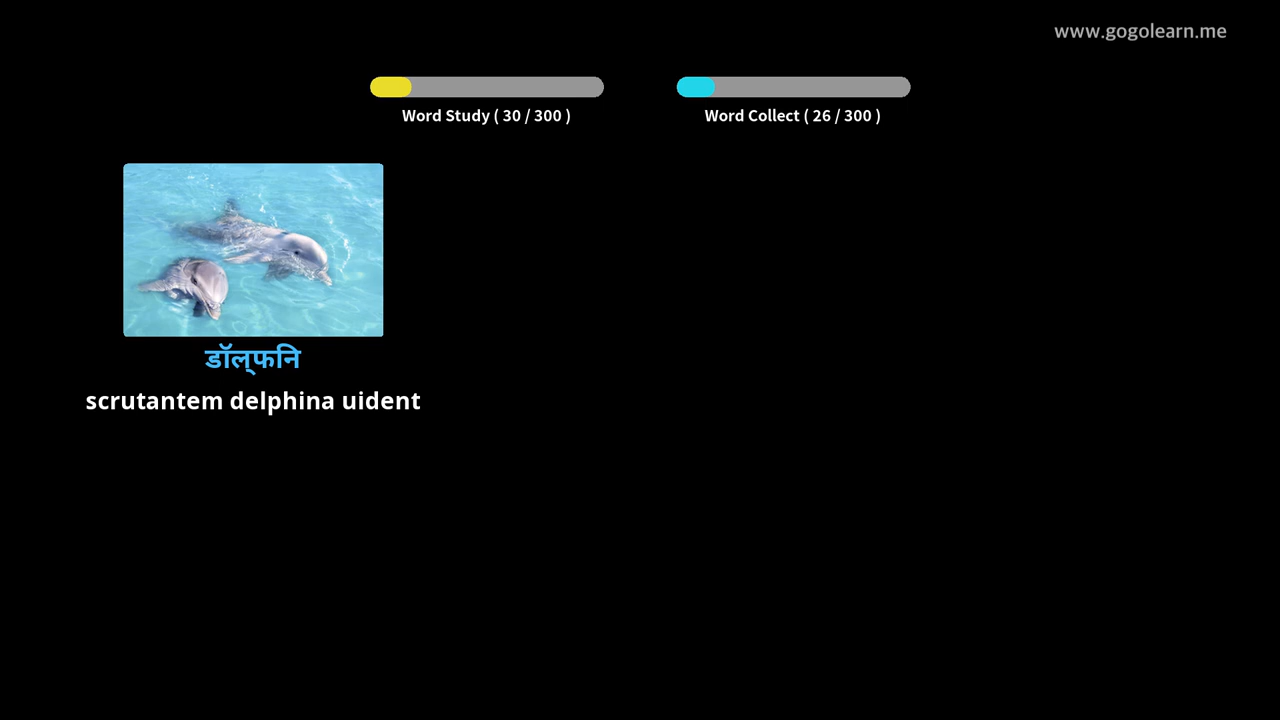 www.gogolearn.me
Word Study ( 30 / 300 )
Word Collect ( 26 / 300 )
डॉल्फनि
scrutantem delphina uident